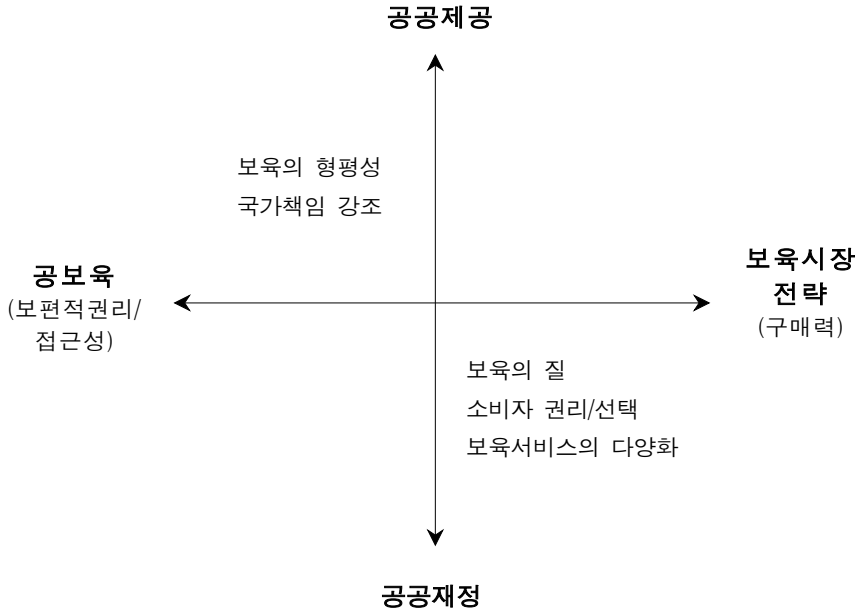 공공제공
보육의 형평성
국가책임 강조
공보육
(보편적권리/
접근성)
보육시장
전략
(구매력)
보육의 질
소비자 권리/선택
보육서비스의 다양화
공공재정